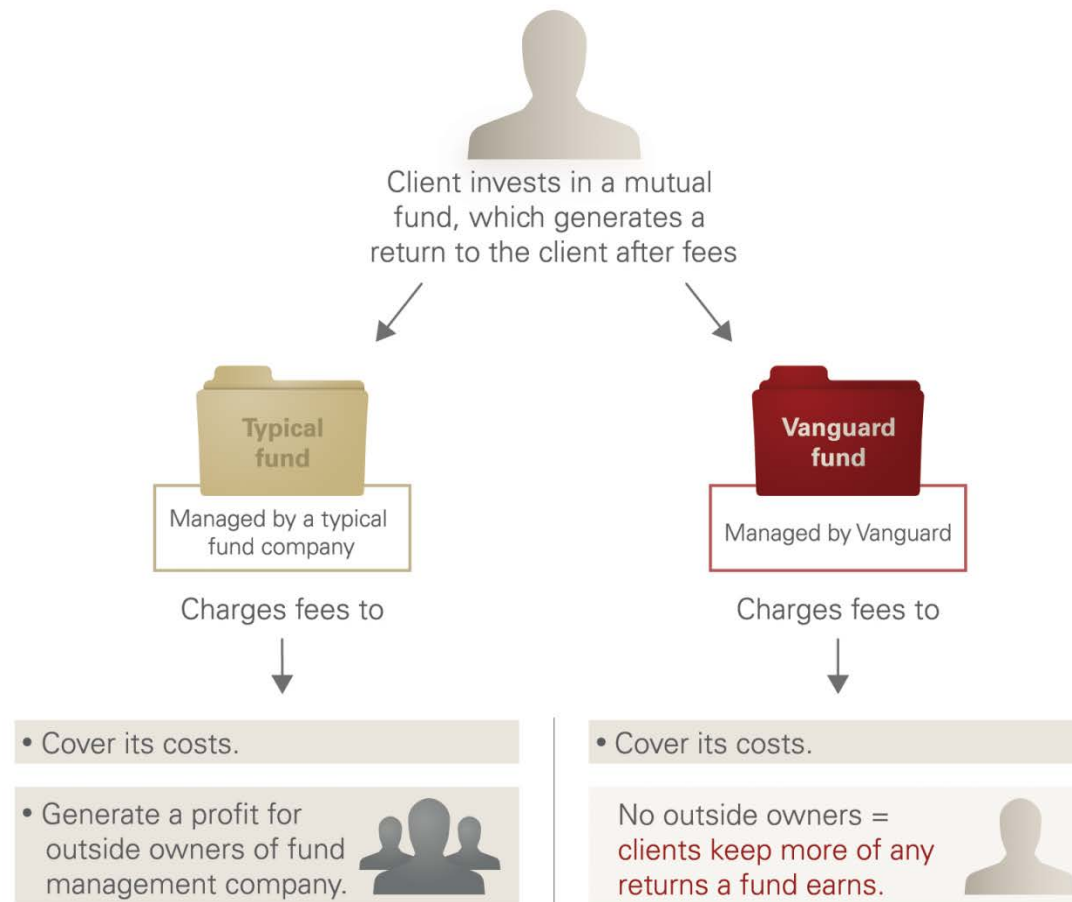 Client invests in a mutual
fund, which generates a
return to the client after fees
Typical
fund
Managed by a typical
fund company
Charges fees to
• Cover its costs.
• Generate a profit for
outside owners of fund
management company.
Vanguard
fund
Managed by Vanguard
Charges fees to
• Cover its costs.
No outside owners =
clients keep more of any
returns a fund earns.